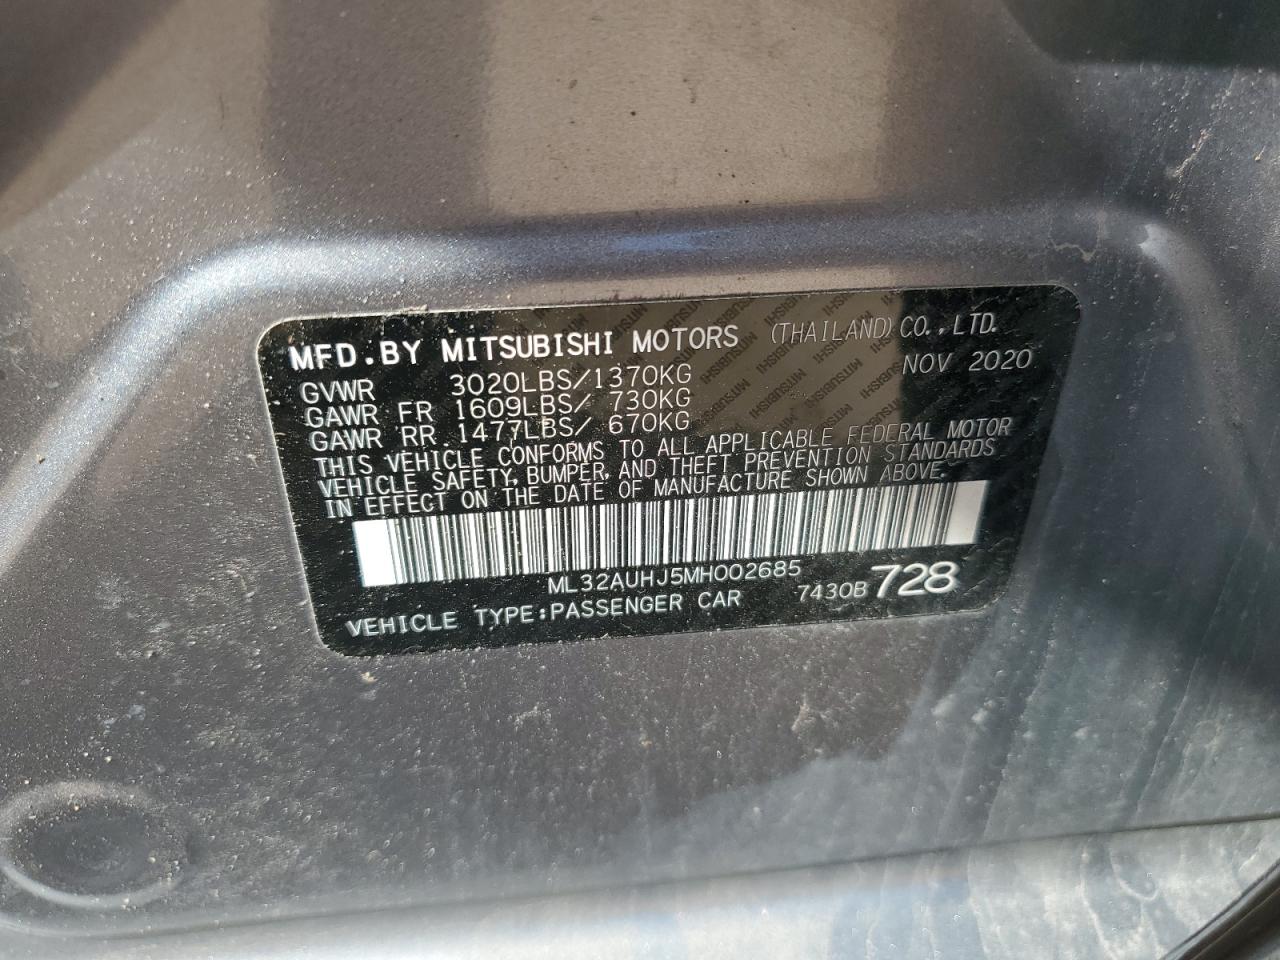 MFD.BY MITSUBISHI MOTORS (THAILAND) CO.,LTD.
NOV 2020
GVWR 3020LBS/1370KG
GAWR FR 1609LBS/ 730KG
GAWR RR 1477LBS/ 670KG
THIS VEHICLE CONFORMS TO ALL APPLICABLE FEDERAL MOTOR
VEHICLE SAFETY, BUMPER, AND THEFT PREVENTION STANDARDS
IN EFFECT ON THE DATE OF MANUFACTURE SHOWN ABOVE.
ML32AUHJ5MH002685
7430B 728
VEHICLE TYPE:PASSENGER CAR